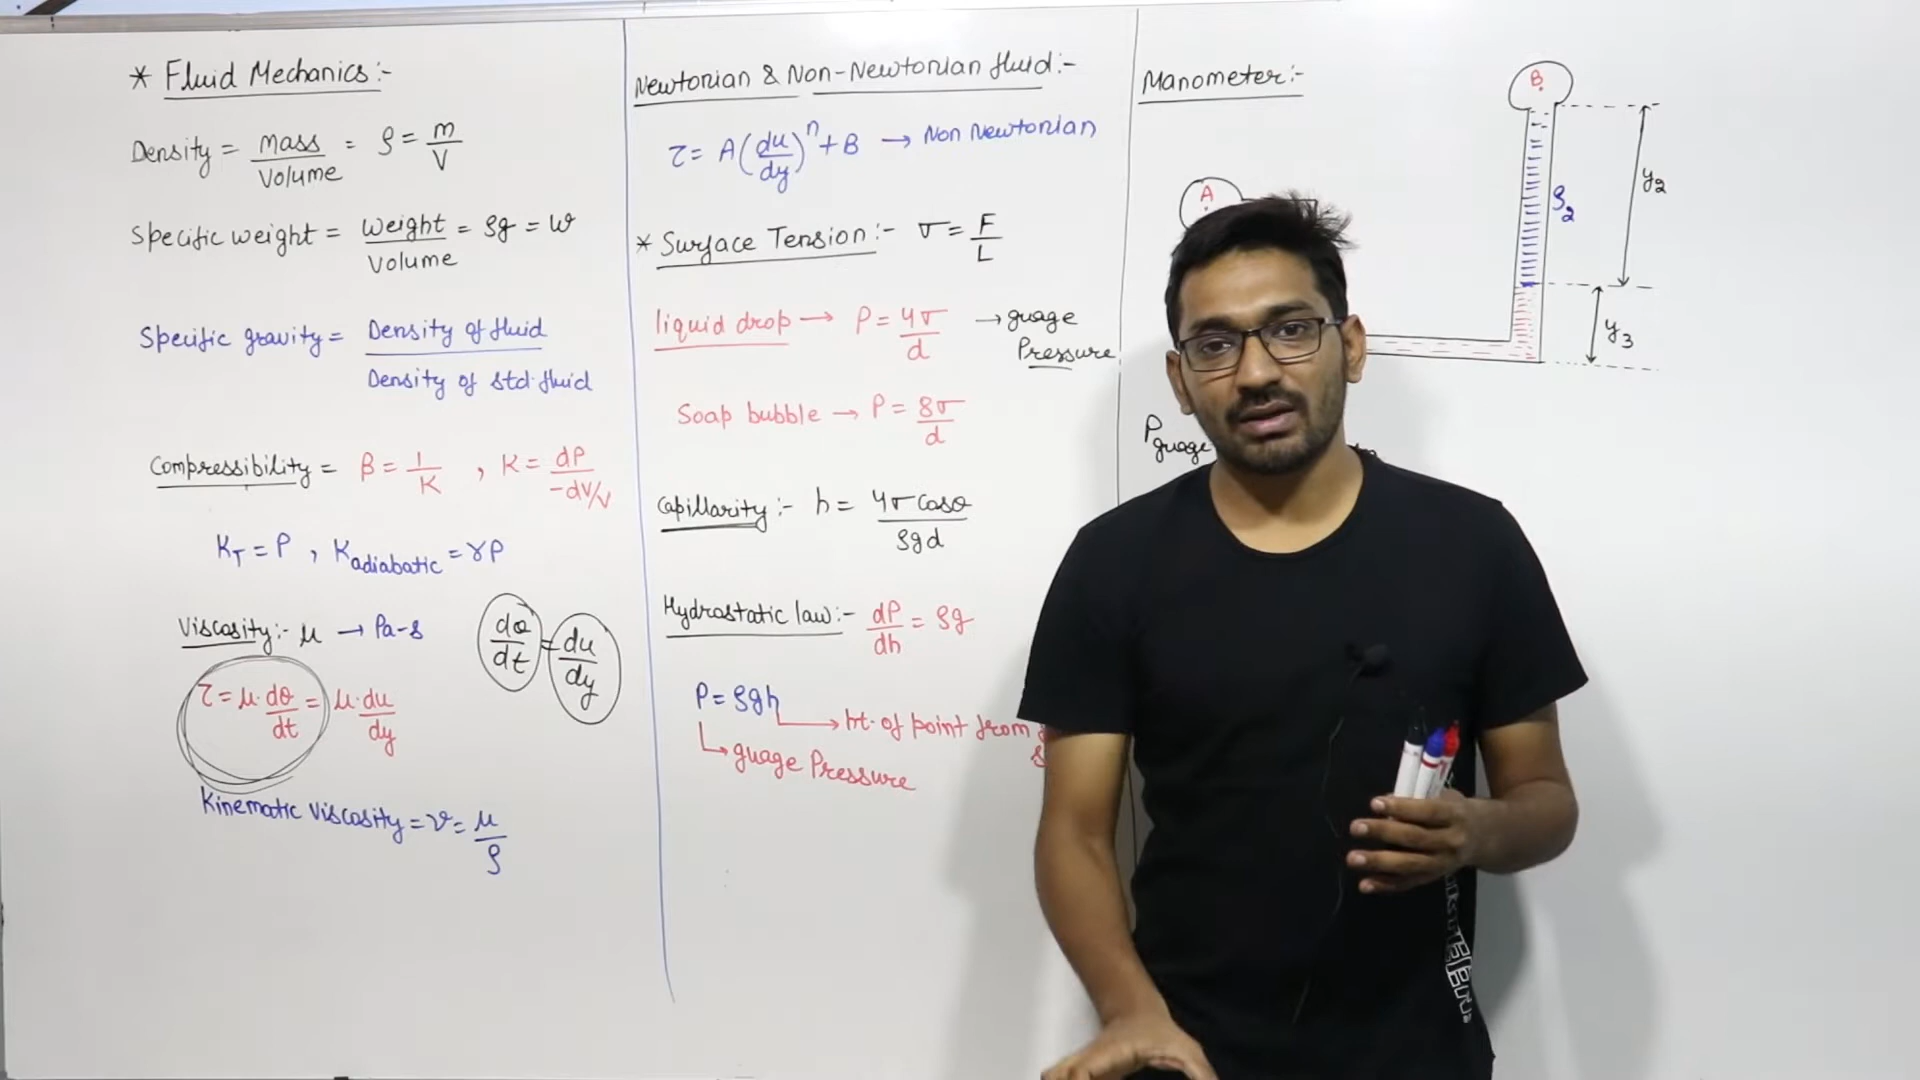 * Fluid Mechanics:-
Density = mass / Volume = ρ = m / V
Specific weight = weight / Volume = ρg = w
Specific gravity = Density of fluid / Density of std. fluid
Compressibility = β = 1 / K , K = dP / -dV/V
K_T = P , K_adiabatic = γP
Viscosity:- μ → Pa-s
dθ / dt = du / dy
τ = μ. dθ / dt = μ. du / dy
Kinematic Viscosity = ν = μ / ρ
Newtonian & Non-Newtonian fluid:-
τ = A(du / dy)^n + B → Non Newtonian
* Surface Tension:- σ = F / L
liquid drop → P = 4σ / d → guage Pressure
Soap bubble → P = 8σ / d
Capillarity:- h = 4σ cosθ / ρgd
Hydrostatic law:- dP / dh = ρg
P = ρgh
→ ht. of point from
→ guage Pressure
Manometer:-
B
A
ρ2
y2
y3
P guage